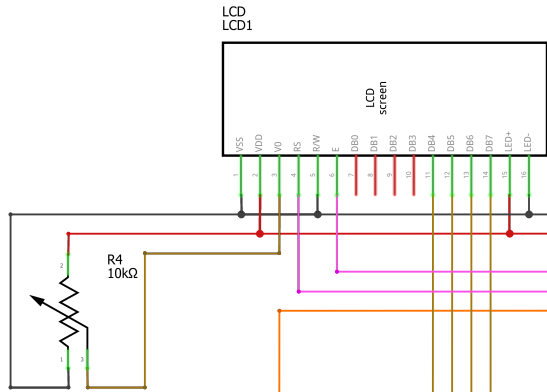 LCD
LCD1
LCD
screen
VSS
VDD
V0
RS
R/W
E
DB0
DB1
DB2
DB3
DB4
DB5
DB6
DB7
LED+
LED-
1
2
3
4
5
6
7
8
9
10
11
12
13
14
15
16
R4
10kΩ
2
1
3